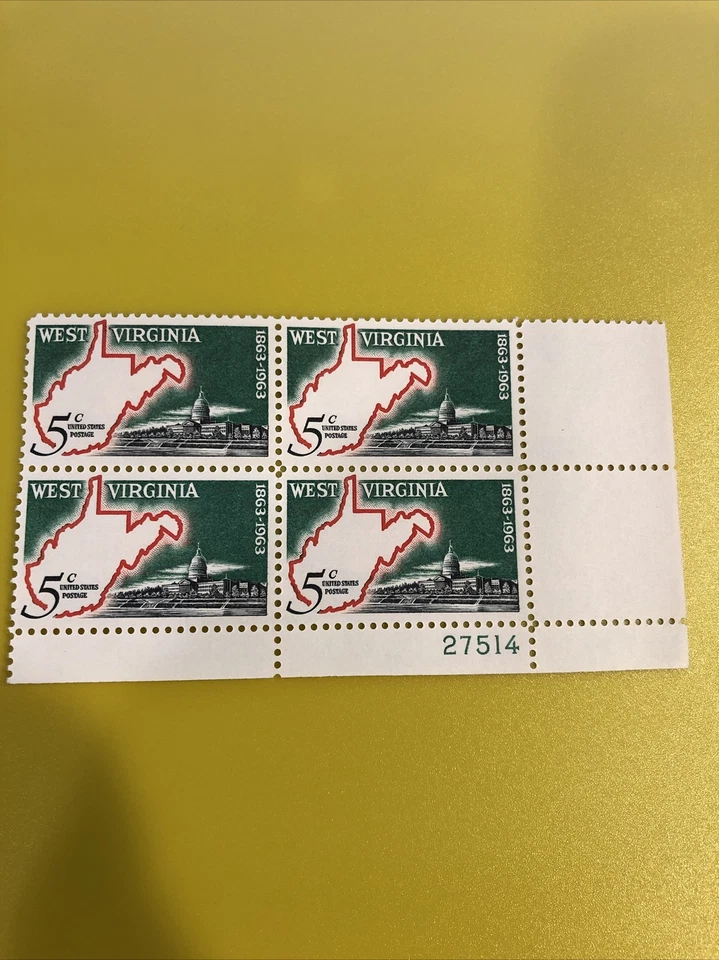 WEST VIRGINIA
1863-1963
5c
UNITED STATES
POSTAGE
WEST VIRGINIA
1863-1963
5c
UNITED STATES
POSTAGE
WEST VIRGINIA
1863-1963
5c
UNITED STATES
POSTAGE
WEST VIRGINIA
1863-1963
5c
UNITED STATES
POSTAGE
27514